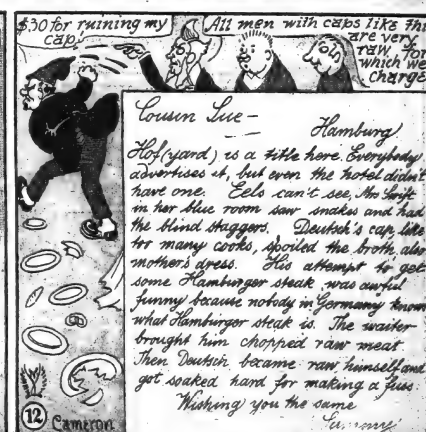 $30 for ruining my
cap!
All men with caps like this
are very
raw, for
which we
charge
Cousin Sue –
Hamburg
Hof (yard) is a title here. Everybody
advertises it, but even the hotel didn't
have one. Eels can't see, Mrs Swift
in her blue room saw snakes and had
the blind staggers. Deutsch's cap like
too many cooks, spoiled the broth also
mother's dress. His attempt to get
some Hamburger steak was awful
funny because nobody in Germany knows
what Hamburger steak is. The waiter
brought him chopped raw meat.
Then Deutsch became raw himself and
got soaked hard for making a fuss.
Wishing you the same
12 Cameron